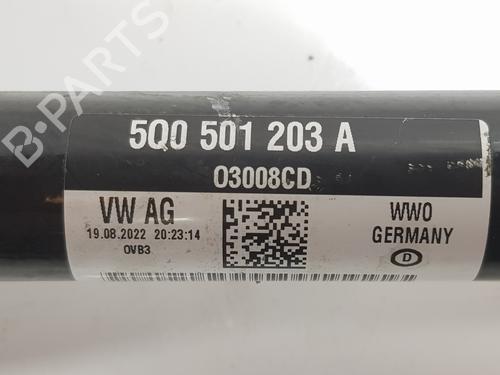 5Q0 501 203 A
03008CD
VW AG
19.08.2022 20:23:14
OVB3
WWO
GERMANY
D
B-PARTS